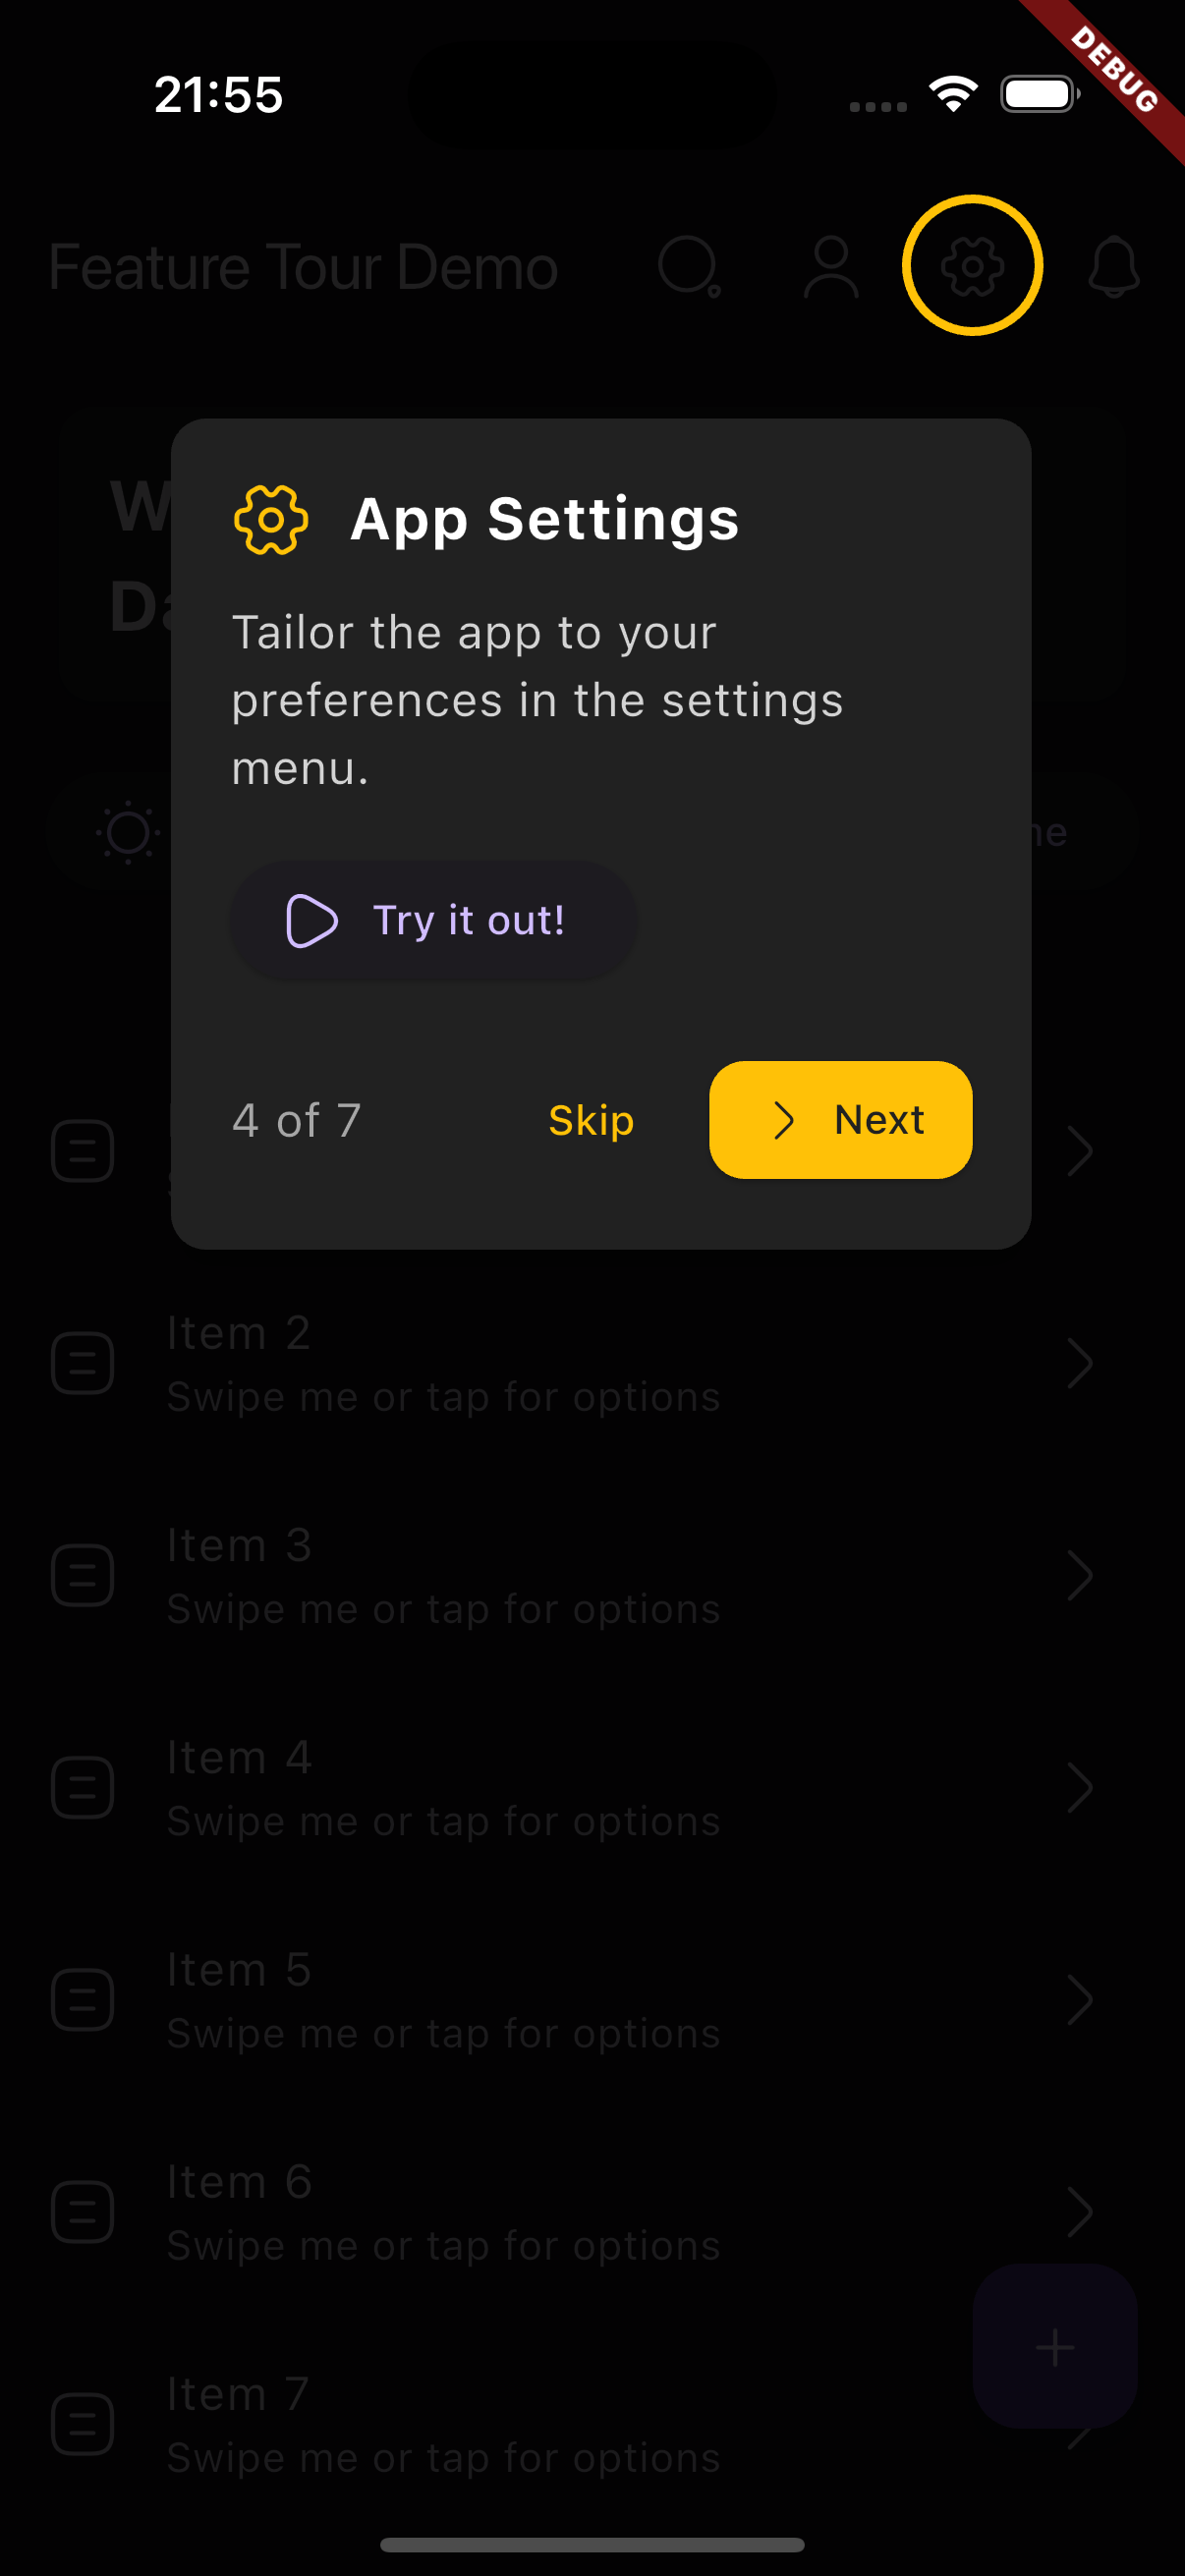 DEBUG
21:55
Feature Tour Demo
App Settings
Tailor the app to your
preferences in the settings
menu.
Try it out!
4 of 7
Skip
Next
Item 2
Swipe me or tap for options
Item 3
Swipe me or tap for options
Item 4
Swipe me or tap for options
Item 5
Swipe me or tap for options
Item 6
Swipe me or tap for options
Item 7
Swipe me or tap for options